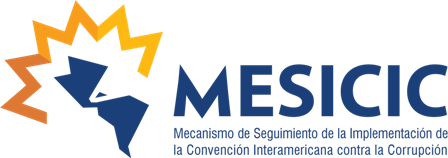 MESICIC
Mecanismo de Seguimiento de la Implementación de
la Convención Interamericana contra la Corrupción